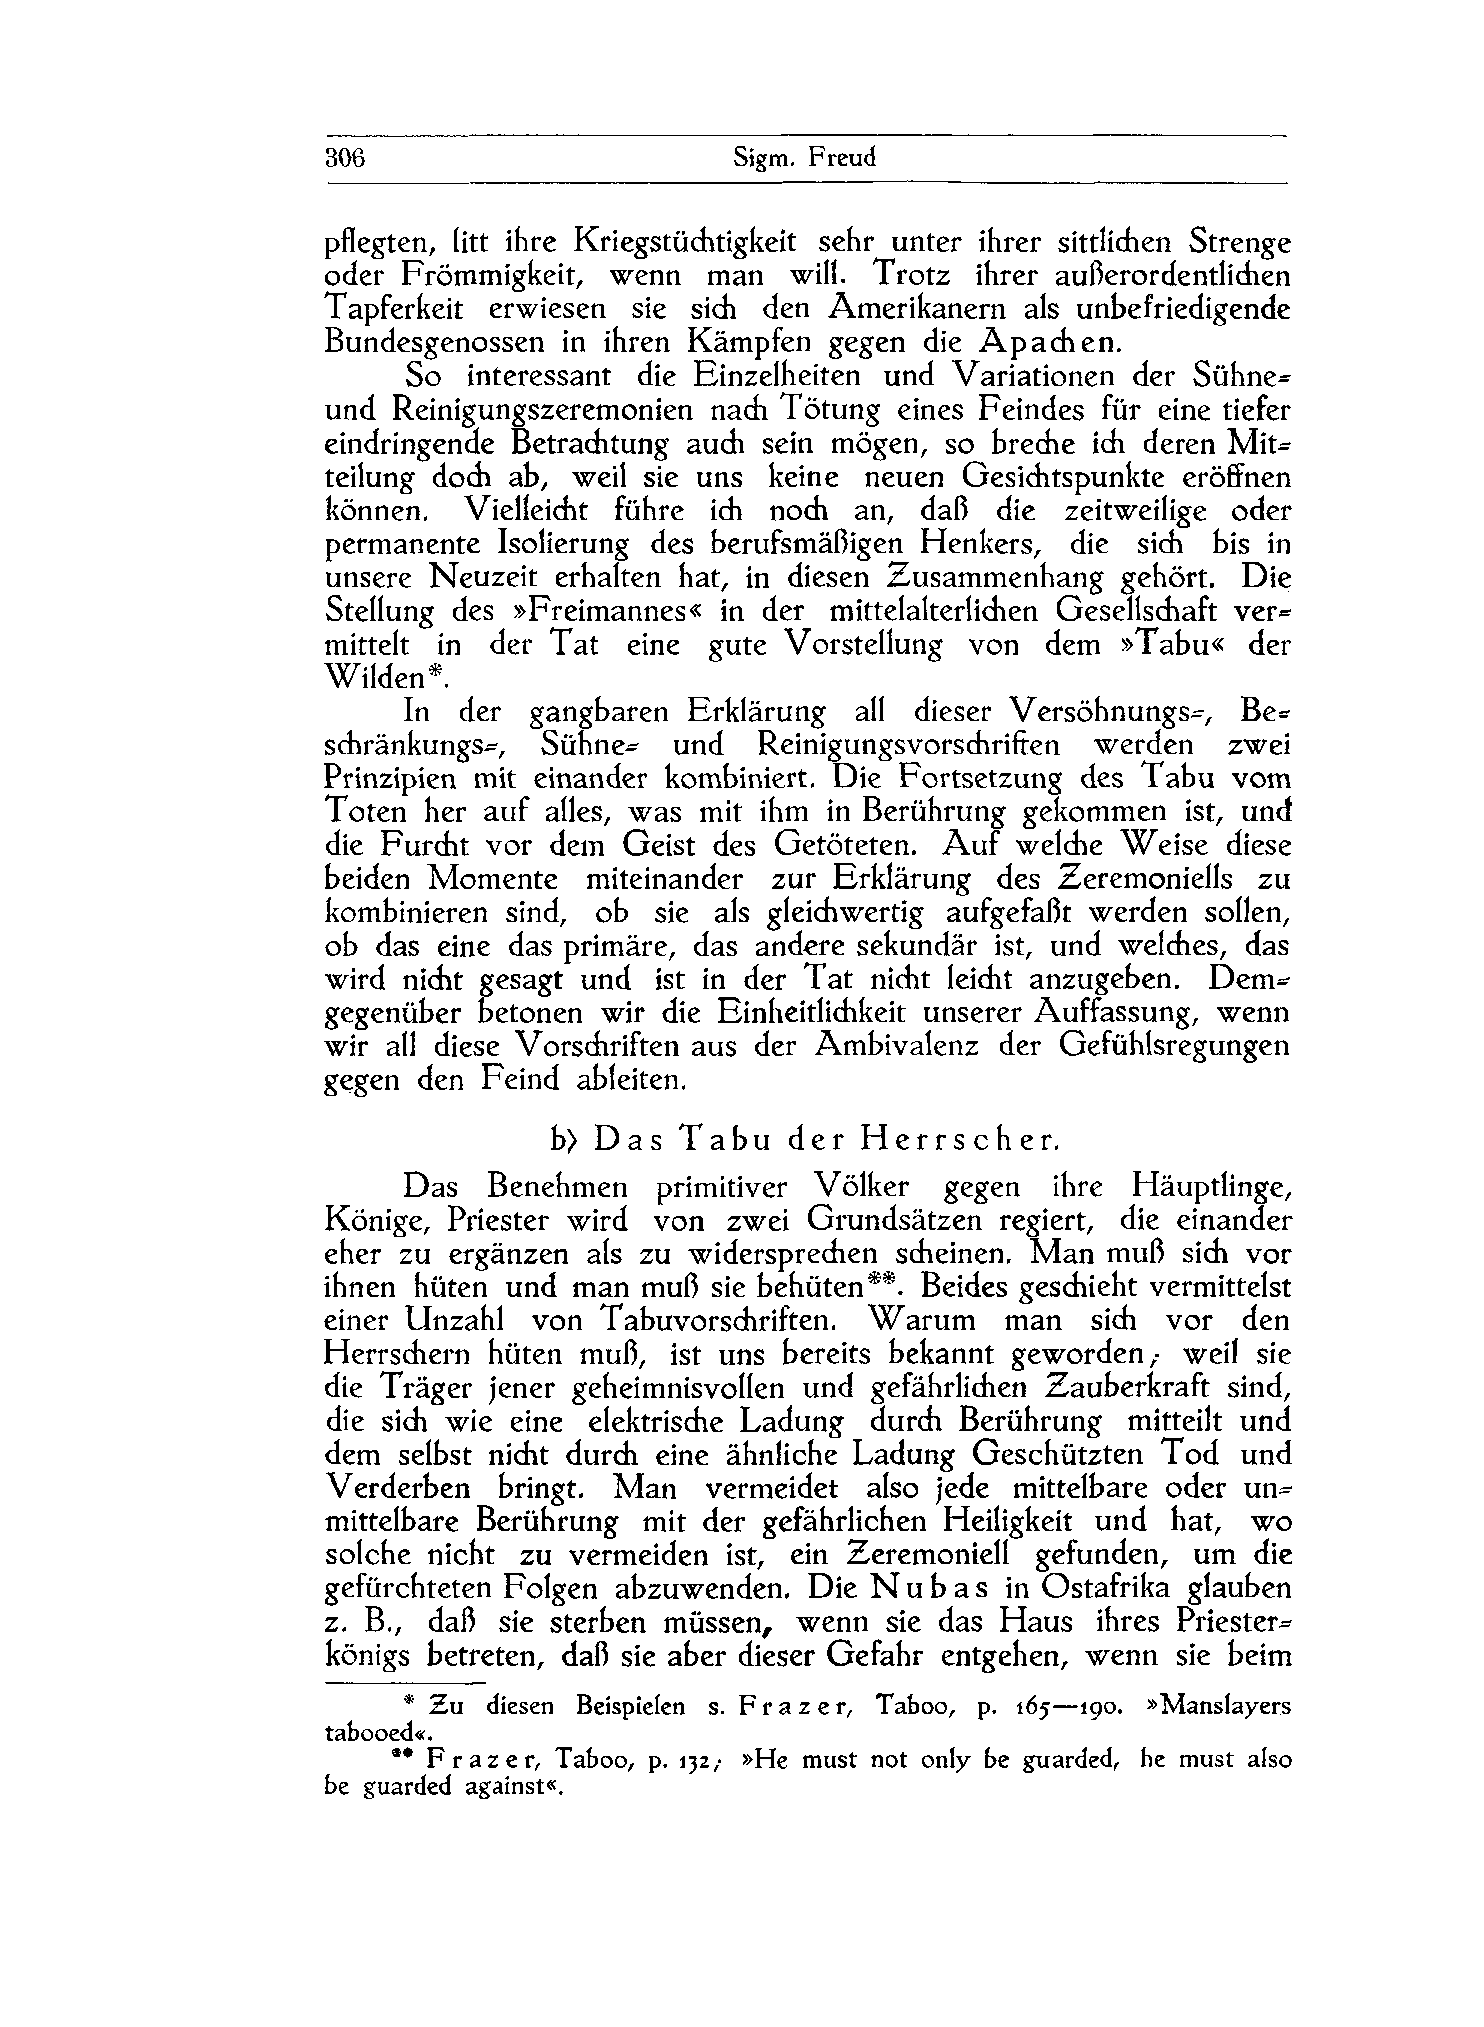 306 Sigm. Freud
pflegten, litt ihre Kriegstüchtigkeit sehr unter ihrer sittlichen Strenge
oder Frömmigkeit, wenn man will. Trotz ihrer außerordentlichen
Tapferkeit erwiesen sie sich den Amerikanern als unbefriedigende
Bundesgenossen in ihren Kämpfen gegen die Apachen.
So interessant die Einzelheiten und Variationen der Sühne-
und Reinigungszeremonien nach Tötung eines Feindes für eine tiefer
eindringende Betrachtung auch sein mögen, so breche ich deren Mit-
teilung doch ab, weil sie uns keine neuen Gesichtspunkte eröffnen
können. Vielleicht führe ich noch an, daß die zeitweilige oder
permanente Isolierung des berufsmäßigen Henkers, die sich bis in
unsere Neuzeit erhalten hat, in diesen Zusammenhang gehört. Die
Stellung des »Freimannes« in der mittelalterlichen Gesellschaft ver-
mittelt in der Tat eine gute Vorstellung von dem »Tabu« der
Wilden*.
In der gangbaren Erklärung all dieser Versöhnungs-, Be-
schränkungs-, Sühne- und Reinigungsvorschriften werden zwei
Prinzipien mit einander kombiniert. Die Fortsetzung des Tabu vom
Toten her auf alles, was mit ihm in Berührung gekommen ist, und
die Furcht vor dem Geist des Getöteten. Auf welche Weise diese
beiden Momente miteinander zur Erklärung des Zeremoniells zu
kombinieren sind, ob sie als gleichwertig aufgefaßt werden sollen,
ob das eine das primäre, das andere sekundär ist, und welches, das
wird nicht gesagt und ist in der Tat nicht leicht anzugeben. Dem-
gegenüber betonen wir die Einheitlichkeit unserer Auffassung, wenn
wir all diese Vorschriften aus der Ambivalenz der Gefühlsregungen
gegen den Feind ableiten.
b) Das Tabu der Herrscher.
Das Benehmen primitiver Völker gegen ihre Häuptlinge,
Könige, Priester wird von zwei Grundsätzen regiert, die einander
eher zu ergänzen als zu widersprechen scheinen. Man muß sich vor
ihnen hüten und man muß sie behüten**. Beides geschieht vermittelst
einer Unzahl von Tabuvorschriften. Warum man sich vor den
Herrschern hüten muß, ist uns bereits bekannt geworden; weil sie
die Träger jener geheimnisvollen und gefährlichen Zauberkraft sind,
die sich wie eine elektrische Ladung durch Berührung mitteilt und
dem selbst nicht durch eine ähnliche Ladung Geschützten Tod und
Verderben bringt. Man vermeidet also jede mittelbare oder un-
mittelbare Berührung mit der gefährlichen Heiligkeit und hat, wo
solche nicht zu vermeiden ist, ein Zeremoniell gefunden, um die
gefürchteten Folgen abzuwenden. Die Nubas in Ostafrika glauben
z. B., daß sie sterben müssen, wenn sie das Haus ihres Priester-
königs betreten, daß sie aber dieser Gefahr entgehen, wenn sie beim
* Zu diesen Beispielen s. Frazer, Taboo, p. 165—190. »Manslayers
tabooed«.
** Frazer, Taboo, p. 132; »He must not only be guarded, he must also
be guarded against«.